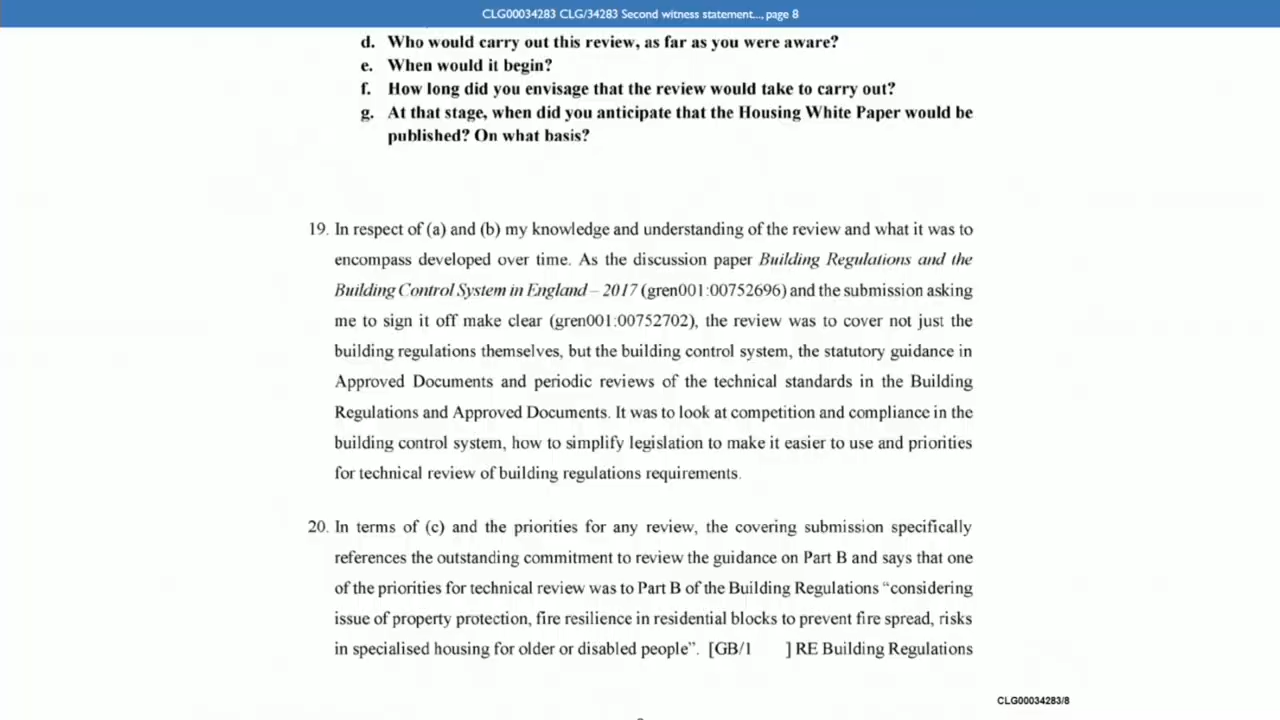 CLG00034283 CLG/34283 Second witness statement..., page 8
d. Who would carry out this review, as far as you were aware?
e. When would it begin?
f. How long did you envisage that the review would take to carry out?
g. At that stage, when did you anticipate that the Housing White Paper would be
published? On what basis?
19. In respect of (a) and (b) my knowledge and understanding of the review and what it was to
encompass developed over time. As the discussion paper Building Regulations and the
Building Control System in England – 2017 (gren001:00752696) and the submission asking
me to sign it off make clear (gren001:00752702), the review was to cover not just the
building regulations themselves, but the building control system, the statutory guidance in
Approved Documents and periodic reviews of the technical standards in the Building
Regulations and Approved Documents. It was to look at competition and compliance in the
building control system, how to simplify legislation to make it easier to use and priorities
for technical review of building regulations requirements.
20. In terms of (c) and the priorities for any review, the covering submission specifically
references the outstanding commitment to review the guidance on Part B and says that one
of the priorities for technical review was to Part B of the Building Regulations “considering
issue of property protection, fire resilience in residential blocks to prevent fire spread, risks
in specialised housing for older or disabled people”. [GB/1 ] RE Building Regulations
CLG00034283/8